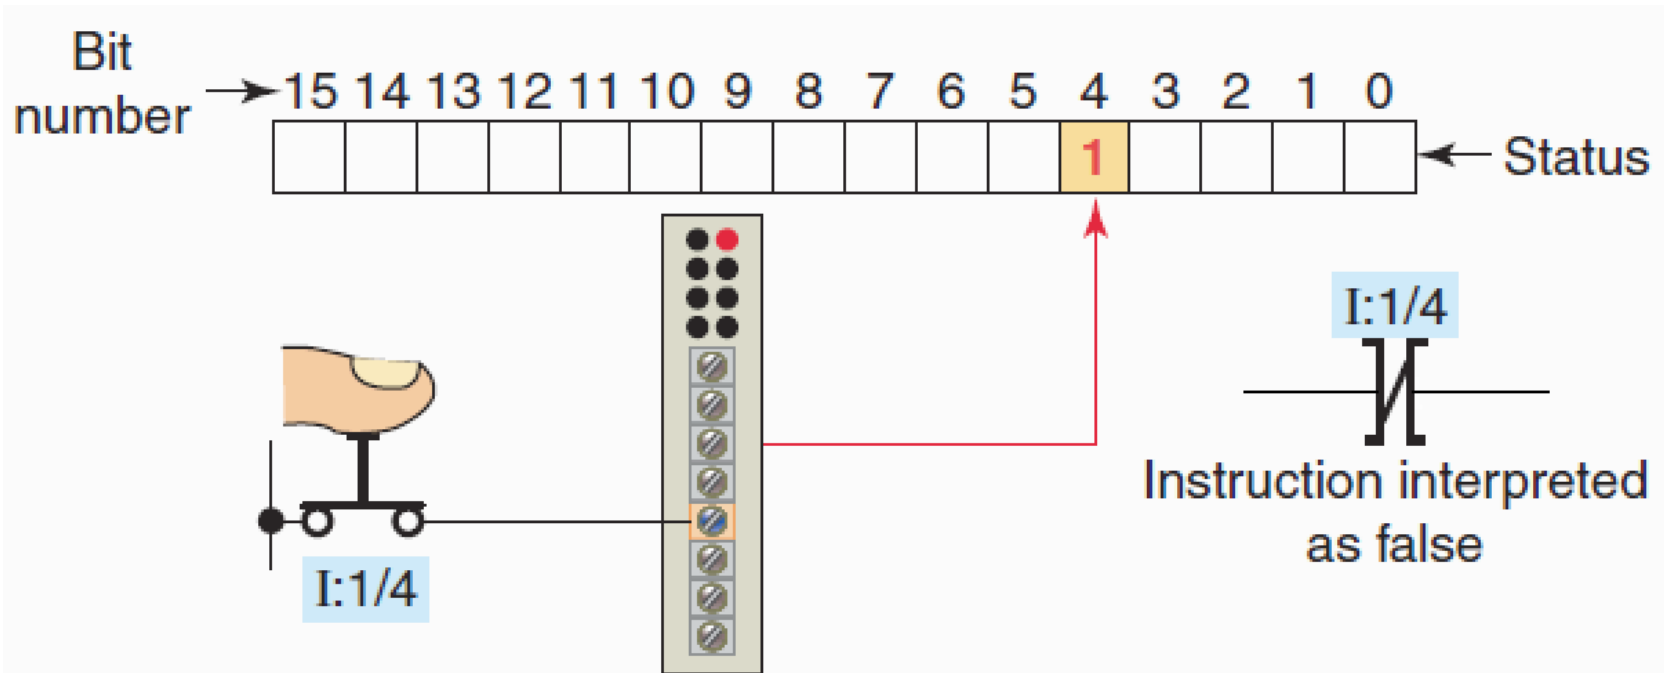 Bit
number
15 14 13 12 11 10 9 8 7 6 5 4 3 2 1 0
1
Status
I:1/4
I:1/4
Instruction interpreted
as false